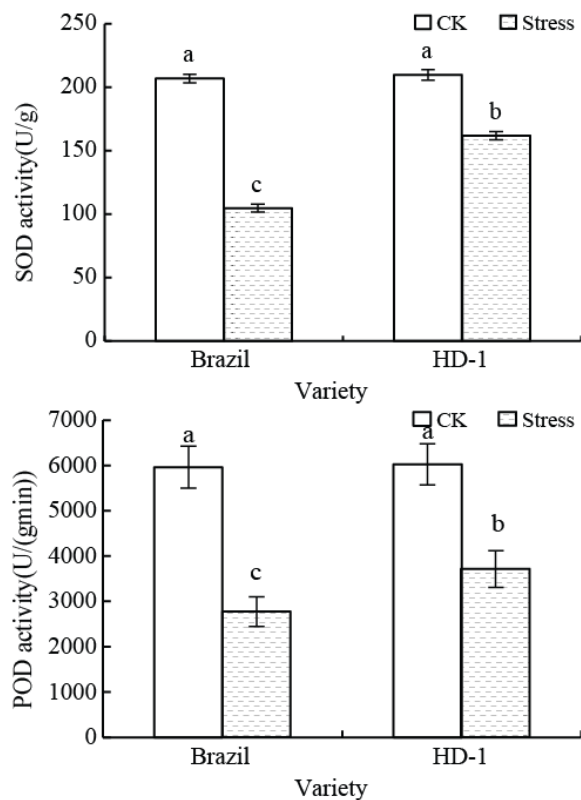 250
200
150
100
50
0
SOD activity(U/g)
CK Stress
a
c
a
b
Brazil HD-1
Variety
7000
6000
5000
4000
3000
2000
1000
0
POD activity(U/(gmin))
CK Stress
a
c
a
b
Brazil HD-1
Variety